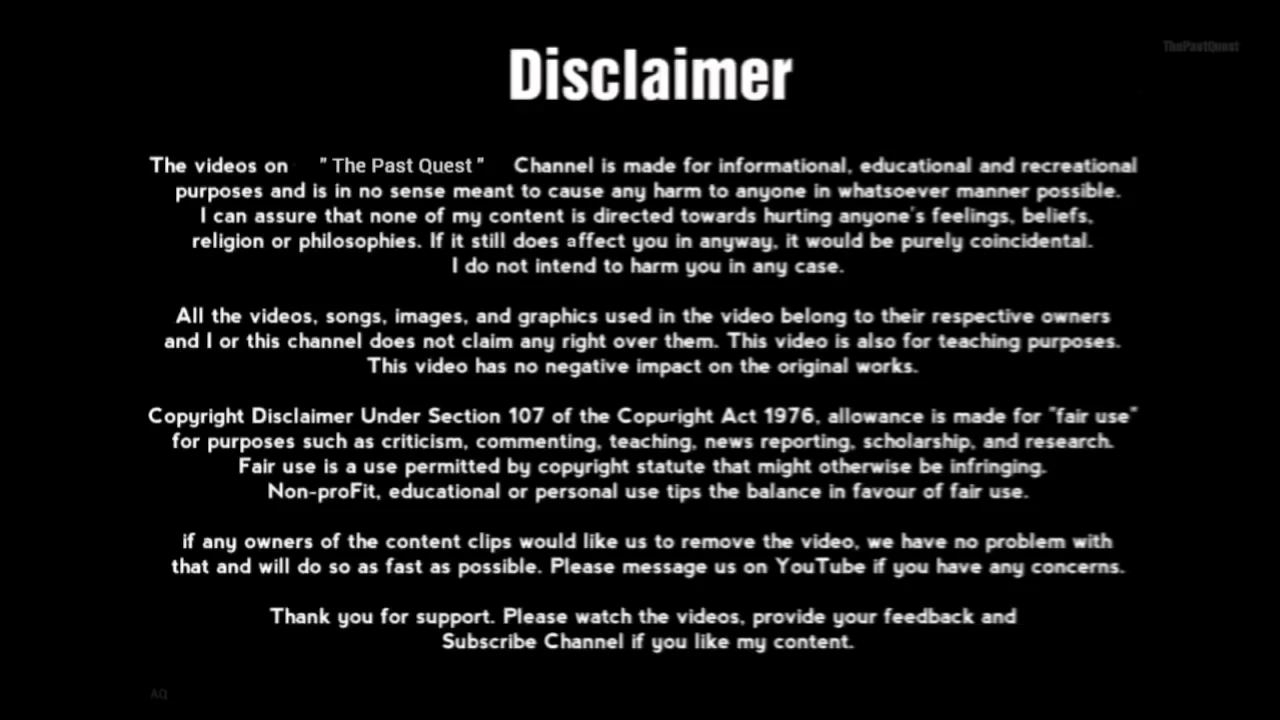 ThePastQuest
Disclaimer
The videos on " The Past Quest " Channel is made for informational, educational and recreational
purposes and is in no sense meant to cause any harm to anyone in whatsoever manner possible.
I can assure that none of my content is directed towards hurting anyone's feelings, beliefs,
religion or philosophies. If it still does affect you in anyway, it would be purely coincidental.
I do not intend to harm you in any case.
All the videos, songs, images, and graphics used in the video belong to their respective owners
and I or this channel does not claim any right over them. This video is also for teaching purposes.
This video has no negative impact on the original works.
Copyright Disclaimer Under Section 107 of the Copuright Act 1976, allowance is made for "fair use"
for purposes such as criticism, commenting, teaching, news reporting, scholarship, and research.
Fair use is a use permitted by copyright statute that might otherwise be infringing.
Non-proFit, educational or personal use tips the balance in favour of fair use.
if any owners of the content clips would like us to remove the video, we have no problem with
that and will do so as fast as possible. Please message us on YouTube if you have any concerns.
Thank you for support. Please watch the videos, provide your feedback and
Subscribe Channel if you like my content.
AQ